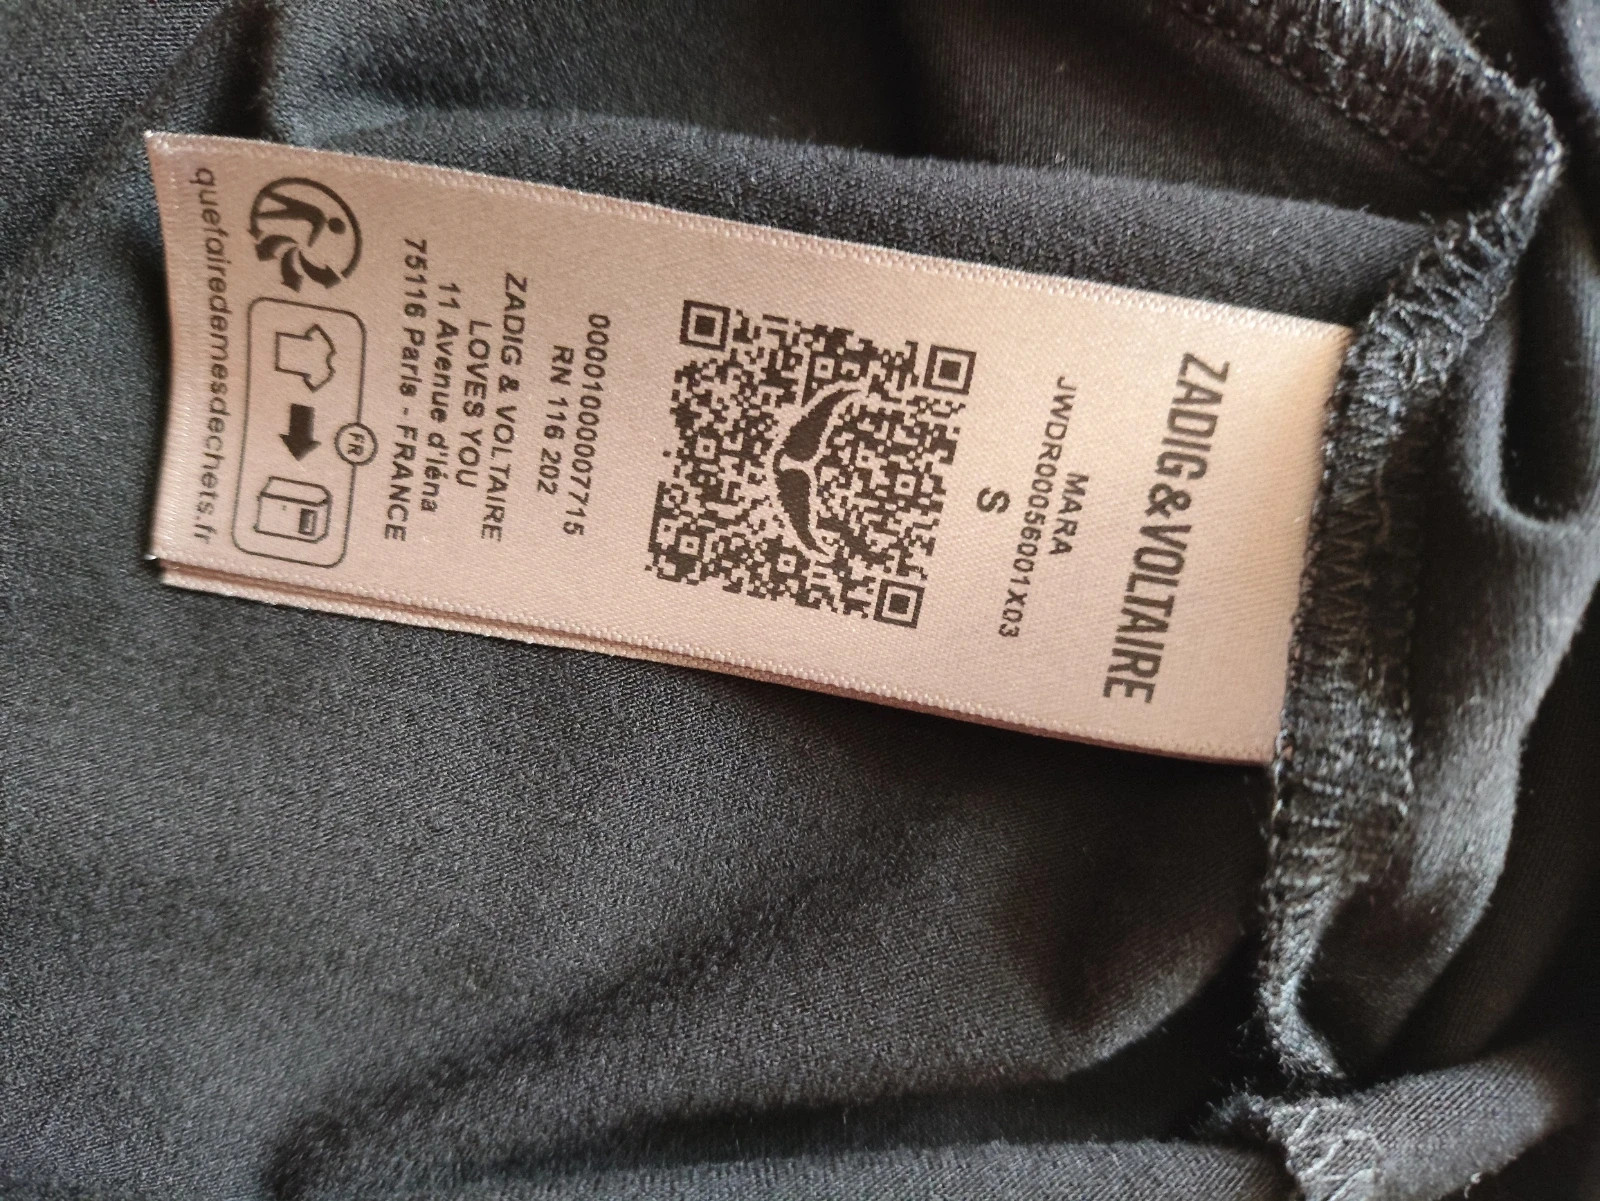 ZADIG&VOLTAIRE
MARA
JWDR00056001X03
S
0000100007715
RN 116 202
ZADIG & VOLTAIRE
LOVES YOU
11 Avenue d'Iéna
75116 Paris - FRANCE
FR
quefairedemesdechets.fr